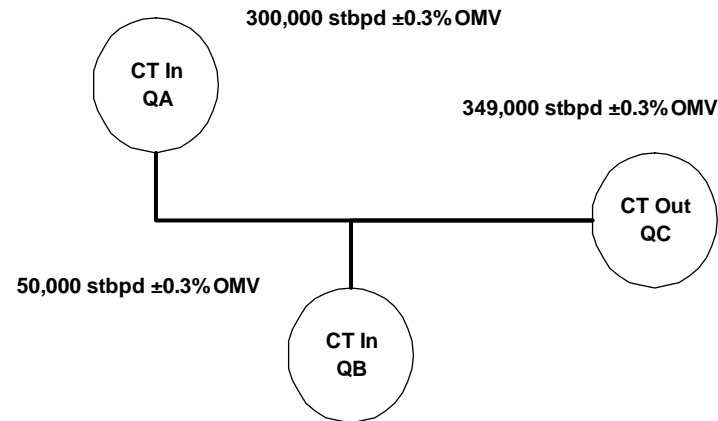 300,000 stbpd ±0.3% OMV
CT In
QA
349,000 stbpd ±0.3% OMV
CT Out
QC
50,000 stbpd ±0.3% OMV
CT In
QB